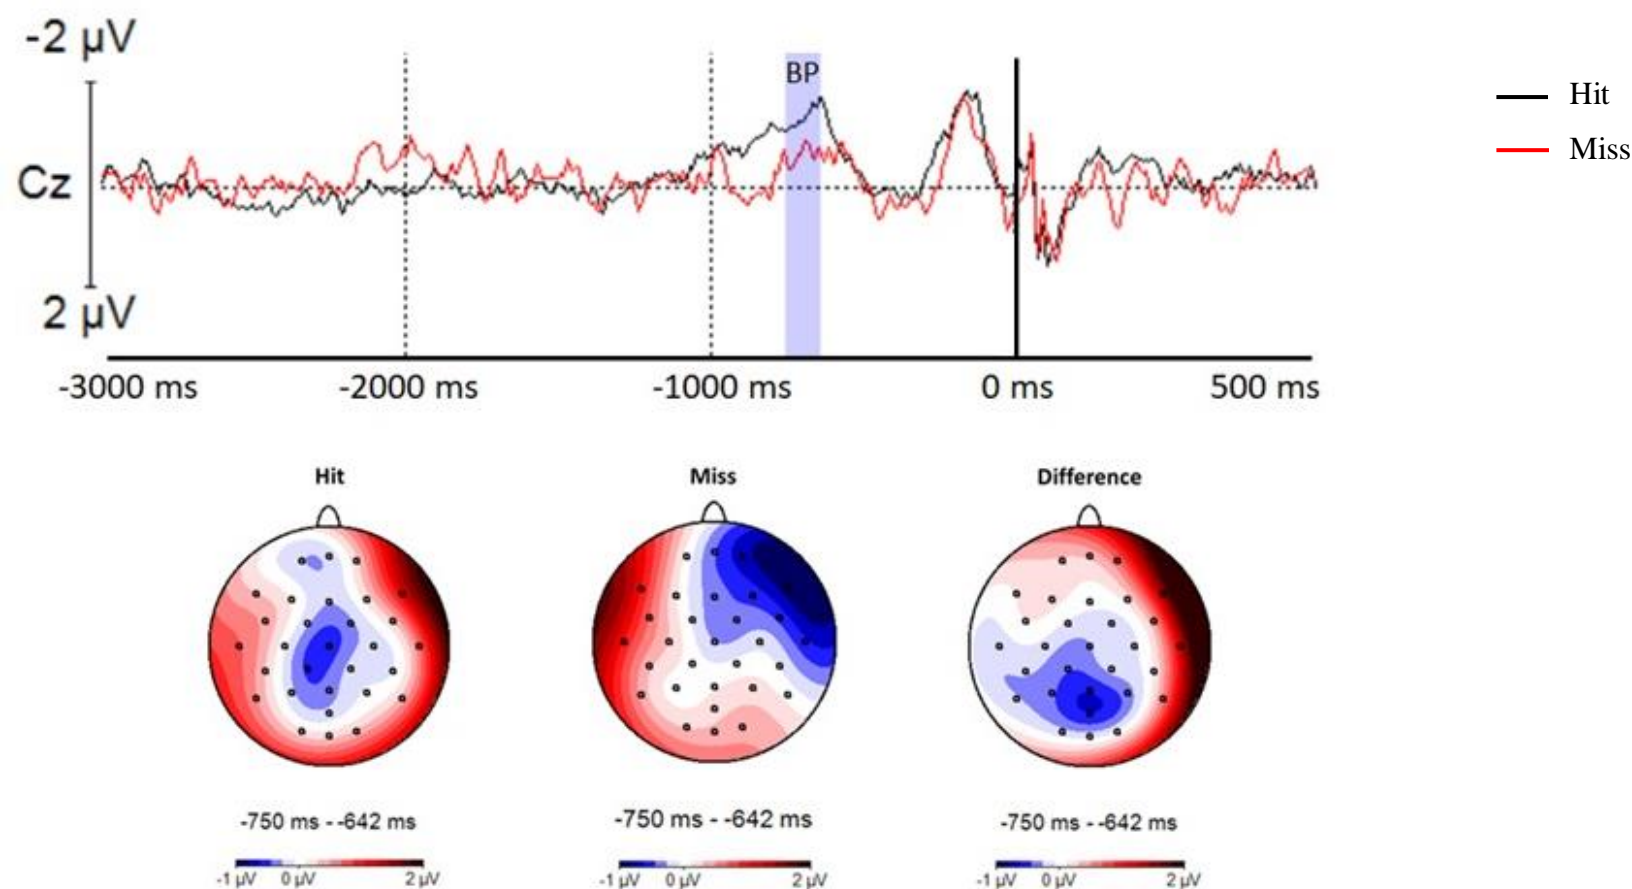 -2 µV
BP
Hit
Miss
Cz
2 µV
-3000 ms -2000 ms -1000 ms 0 ms 500 ms
Hit Miss Difference
-750 ms - -642 ms -750 ms - -642 ms -750 ms - -642 ms
-1 µV 0 µV 2 µV -1 µV 0 µV 2 µV -1 µV 0 µV 2 µV